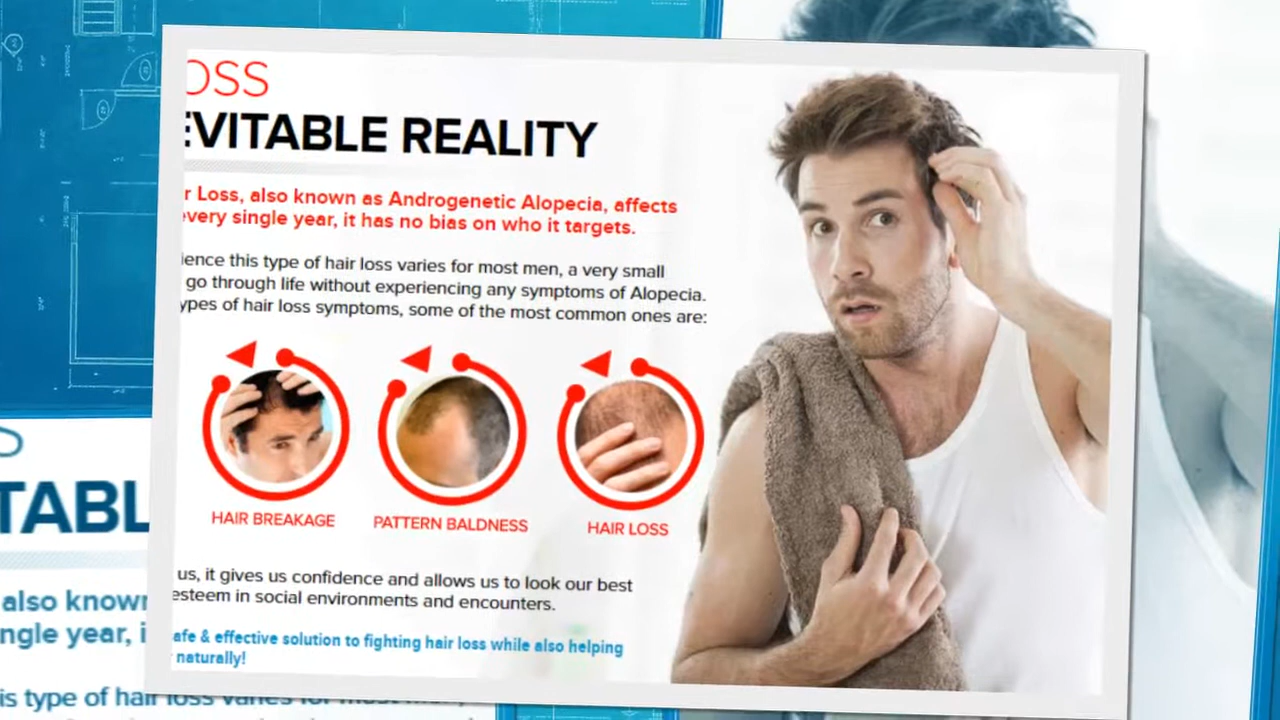 OSS
EVITABLE REALITY
r Loss, also known as Androgenetic Alopecia, affects
every single year, it has no bias on who it targets.
ience this type of hair loss varies for most men, a very small
go through life without experiencing any symptoms of Alopecia.
ypes of hair loss symptoms, some of the most common ones are:
HAIR BREAKAGE
PATTERN BALDNESS
HAIR LOSS
us, it gives us confidence and allows us to look our best
esteem in social environments and encounters.
afe & effective solution to fighting hair loss while also helping
naturally!
TABL
also known
ngle year, i
is type of hair loss varies for most men,